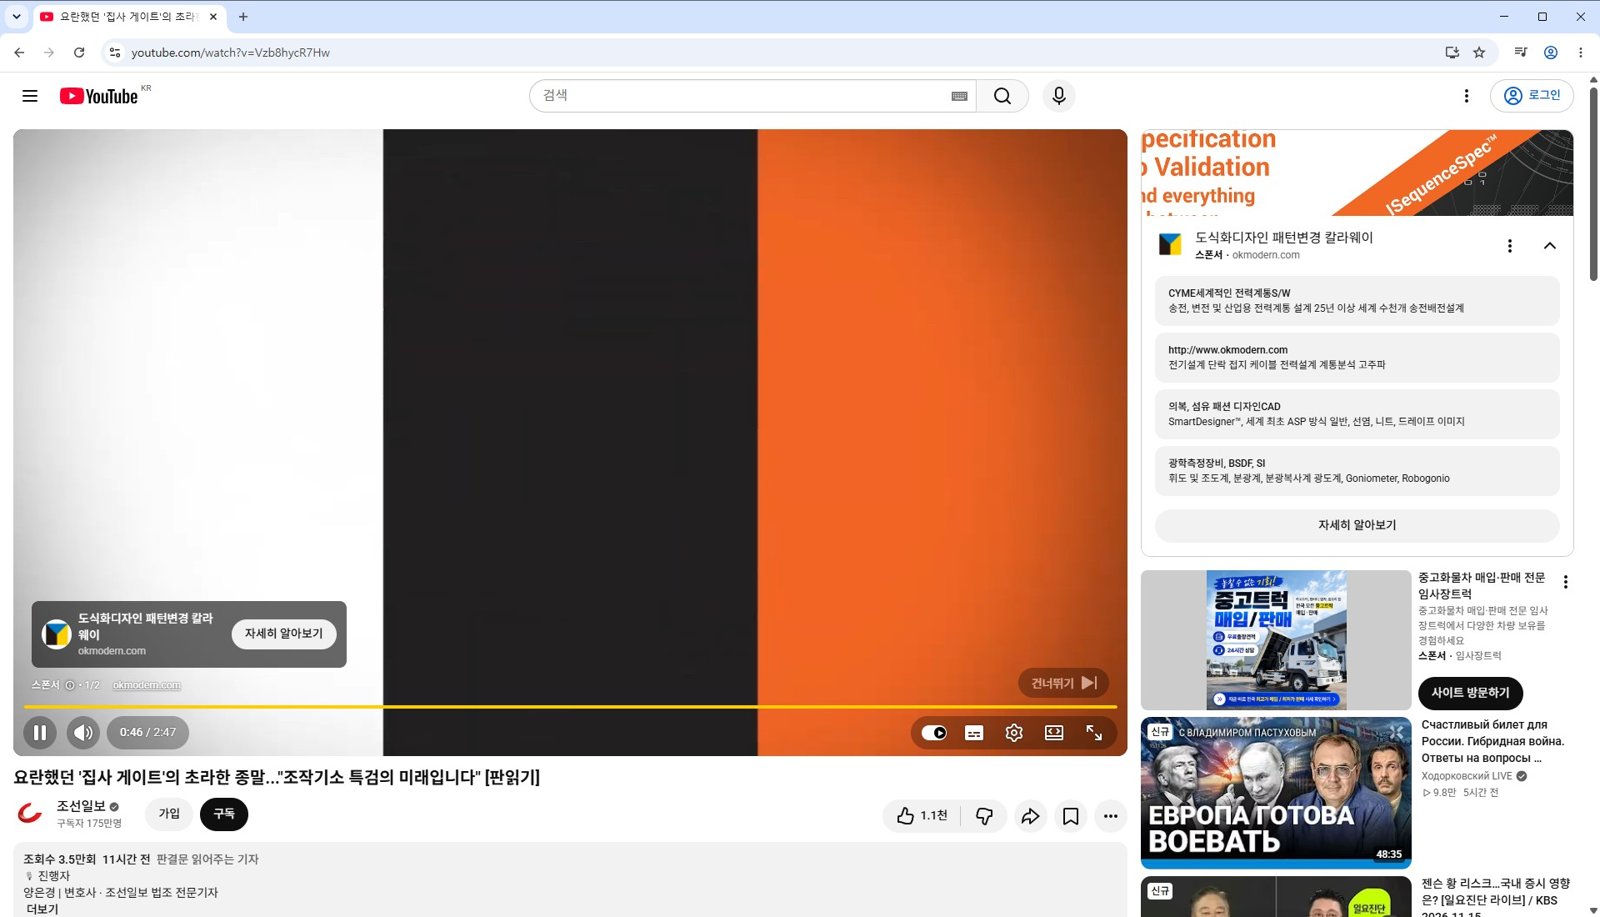 요란했던 '집사 게이트'의 초라
youtube.com/watch?v=Vzb8hycR7Hw
YouTube KR
검색
로그인
도식화디자인 패턴변경 칼라
웨이
okmodern.com
자세히 알아보기
스폰서 · 1/2 okmodern.com
건너뛰기
0:46 / 2:47
요란했던 '집사 게이트'의 초라한 종말..."조작기소 특검의 미래입니다" [판읽기]
조선일보
구독자 175만명
가입
구독
1.1천
조회수 3.5만회 11시간 전 판결문 읽어주는 기자
진행자
양은경 | 변호사 · 조선일보 법조 전문기자
더보기
pecification
Validation
nd everything
between
ISequenceSpec™
도식화디자인 패턴변경 칼라웨이
스폰서 · okmodern.com
CYME세계적인 전력계통S/W
송전, 변전 및 산업용 전력계통 설계 25년 이상 세계 수천개 송전배전설계
http://www.okmodern.com
전기설계 단락 접지 케이블 전력설계 계통분석 고주파
의복, 섬유 패션 디자인CAD
SmartDesigner™, 세계 최초 ASP 방식 일반, 선염, 니트, 드레이프 이미지
광학측정장비, BSDF, SI
휘도 및 조도계, 분광계, 분광복사계 광도계, Goniometer, Robogonio
자세히 알아보기
중고트럭
매입/판매
무료출장견적
24시간 상담
중고화물차 매입·판매 전문
임사장트럭
중고화물차 매입·판매 전문 임사
장트럭에서 다양한 차량 보유를
경험하세요
스폰서 · 임사장트럭
사이트 방문하기
신규
С ВЛАДИМИРОМ ПАСТУХОВЫМ
ЕВРОПА ГОТОВА
ВОЕВАТЬ
48:35
Счастливый билет для
России. Гибридная война.
Ответы на вопросы ...
Ходорковский LIVE
9.8만 5시간 전
신규
일요진단
젠슨 황 리스크...국내 증시 영향
은? [일요진단 라이브] / KBS